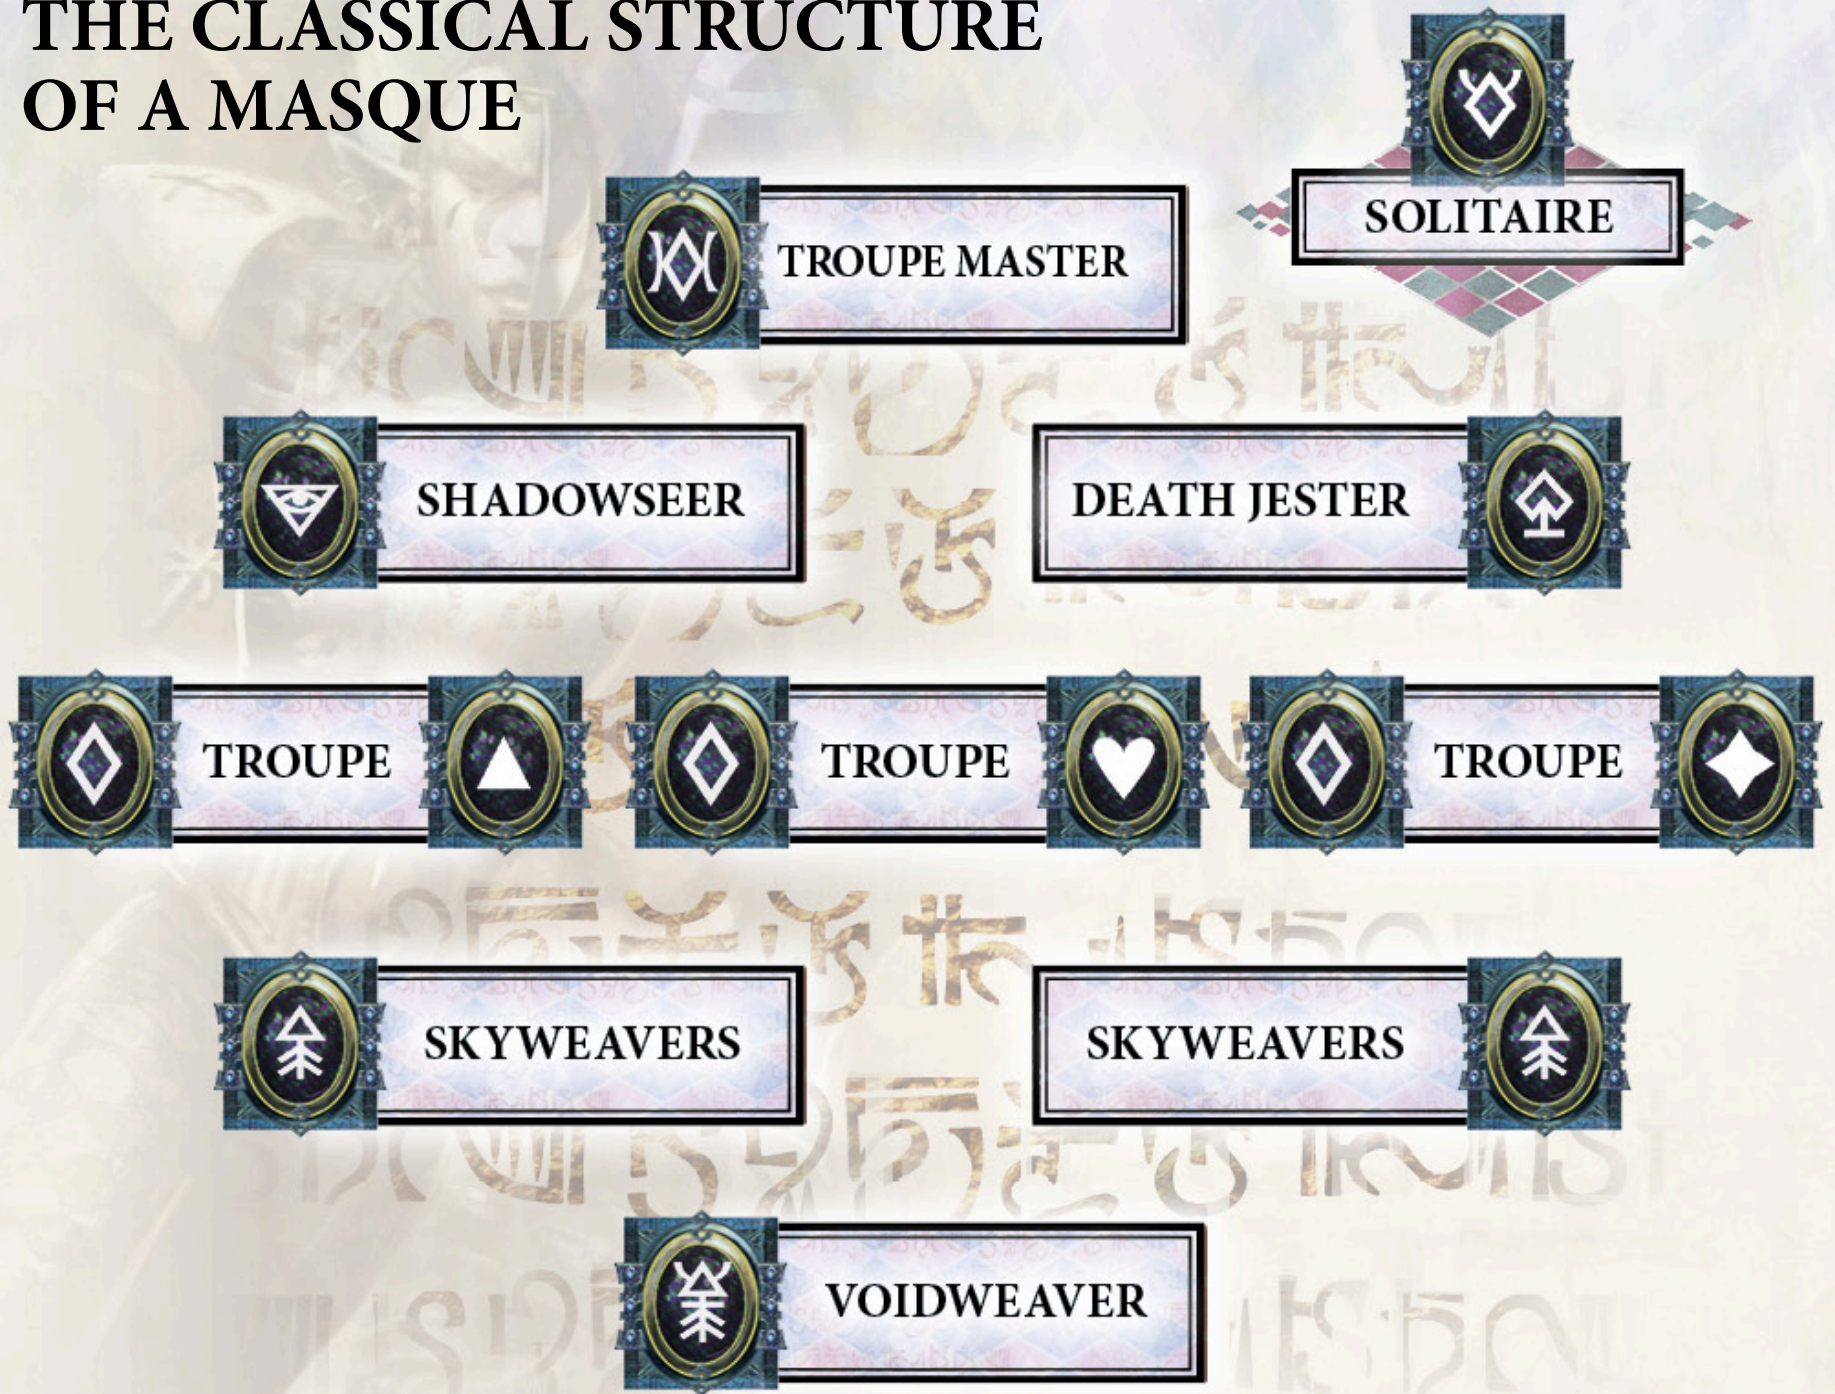 THE CLASSICAL STRUCTURE
OF A MASQUE
SOLITAIRE
TROUPE MASTER
SHADOWSEER
DEATH JESTER
TROUPE
TROUPE
TROUPE
SKYWEAVERS
SKYWEAVERS
VOIDWEAVER